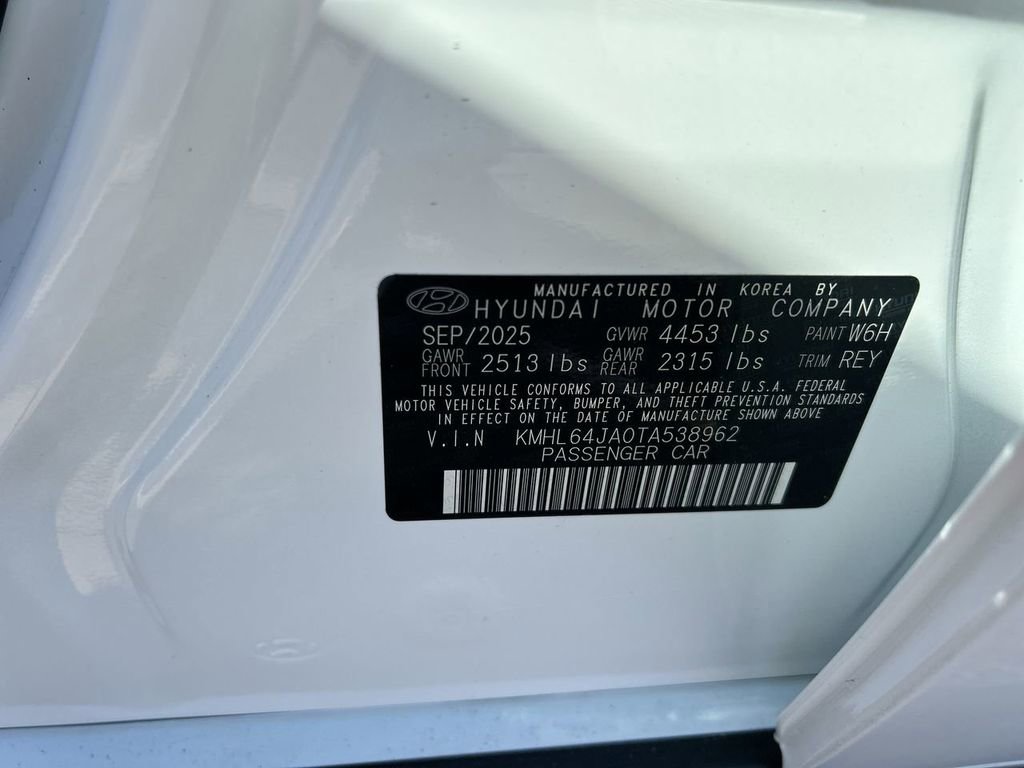 MANUFACTURED IN KOREA BY
HYUNDAI MOTOR COMPANY
SEP/2025 GVWR 4453 lbs PAINT W6H
GAWR FRONT 2513 lbs GAWR REAR 2315 lbs TRIM REY
THIS VEHICLE CONFORMS TO ALL APPLICABLE U.S.A. FEDERAL
MOTOR VEHICLE SAFETY, BUMPER, AND THEFT PREVENTION STANDARDS
IN EFFECT ON THE DATE OF MANUFACTURE SHOWN ABOVE
V.I.N KMHL64JA0TA538962
PASSENGER CAR